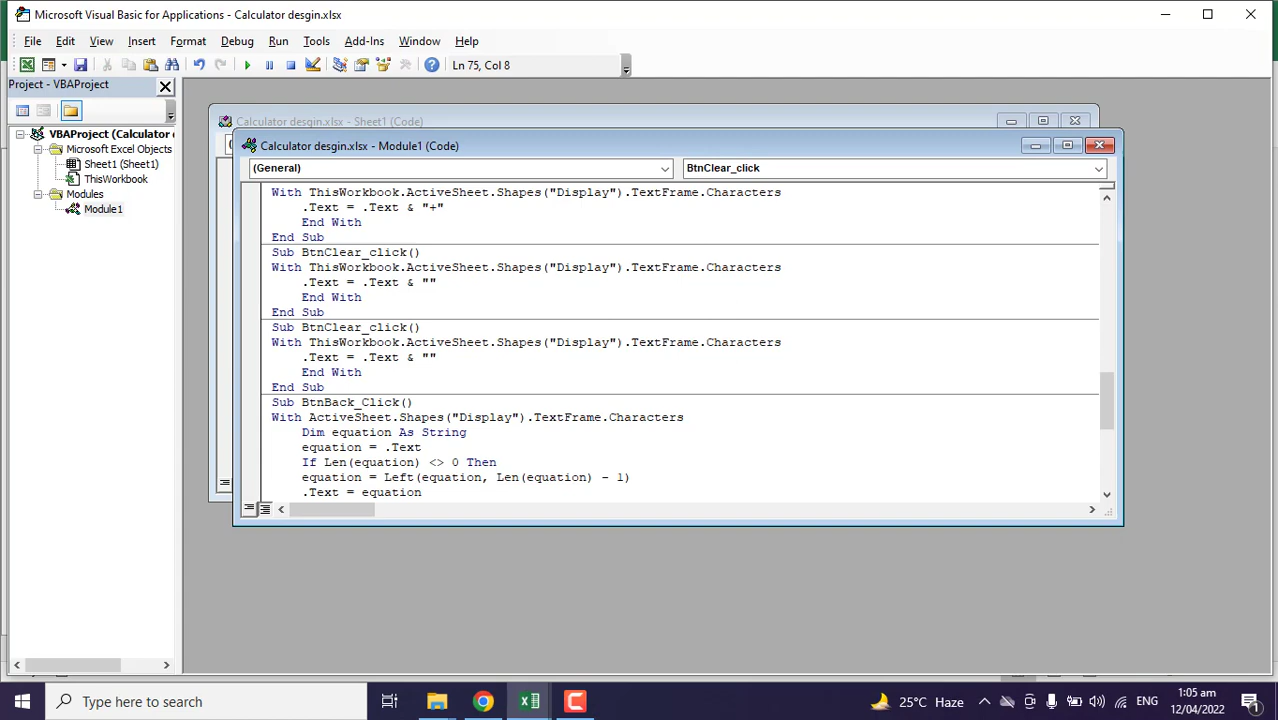 Microsoft Visual Basic for Applications - Calculator desgin.xlsx
File Edit View Insert Format Debug Run Tools Add-Ins Window Help
Ln 75, Col 8
Project - VBAProject
VBAProject (Calculator
Microsoft Excel Objects
Sheet1 (Sheet1)
ThisWorkbook
Modules
Module1
Calculator desgin.xlsx - Sheet1 (Code)
Calculator desgin.xlsx - Module1 (Code)
(General) BtnClear_click
With ThisWorkbook.ActiveSheet.Shapes("Display").TextFrame.Characters
.Text = .Text & "+"
End With
End Sub
Sub BtnClear_click()
With ThisWorkbook.ActiveSheet.Shapes("Display").TextFrame.Characters
.Text = .Text & ""
End With
End Sub
Sub BtnClear_click()
With ThisWorkbook.ActiveSheet.Shapes("Display").TextFrame.Characters
.Text = .Text & ""
End With
End Sub
Sub BtnBack_Click()
With ActiveSheet.Shapes("Display").TextFrame.Characters
Dim equation As String
equation = .Text
If Len(equation) <> 0 Then
equation = Left(equation, Len(equation) - 1)
.Text = equation
Type here to search
25°C Haze
ENG
1:05 am
12/04/2022
1